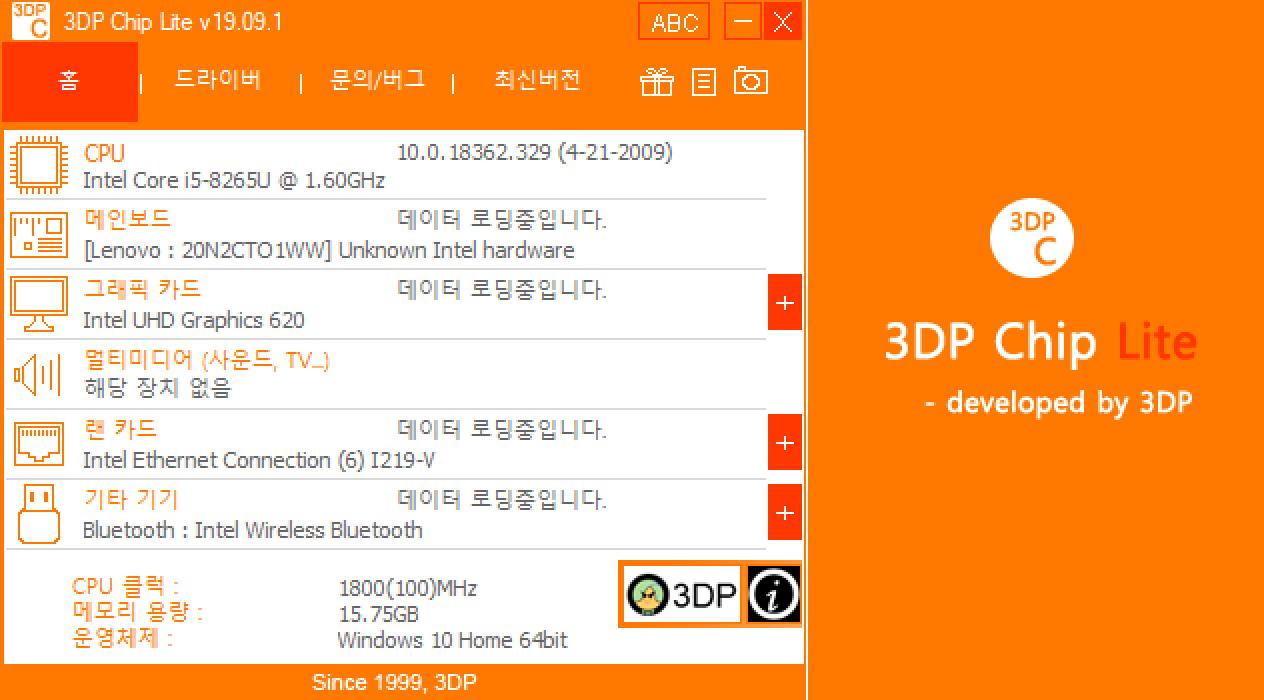 3DP
C
3DP Chip Lite v19.09.1
ABC
홈
드라이버
문의/버그
최신버전
CPU 10.0.18362.329 (4-21-2009)
Intel Core i5-8265U @ 1.60GHz
메인보드 데이터 로딩중입니다.
[Lenovo : 20N2CTO1WW] Unknown Intel hardware
그래픽 카드 데이터 로딩중입니다.
Intel UHD Graphics 620
멀티미디어 (사운드, TV...)
해당 장치 없음
랜 카드 데이터 로딩중입니다.
Intel Ethernet Connection (6) I219-V
기타 기기 데이터 로딩중입니다.
Bluetooth : Intel Wireless Bluetooth
CPU 클럭 : 1800(100)MHz
메모리 용량 : 15.75GB
운영체제 : Windows 10 Home 64bit
3DP
i
Since 1999, 3DP
3DP
C
3DP Chip Lite
- developed by 3DP